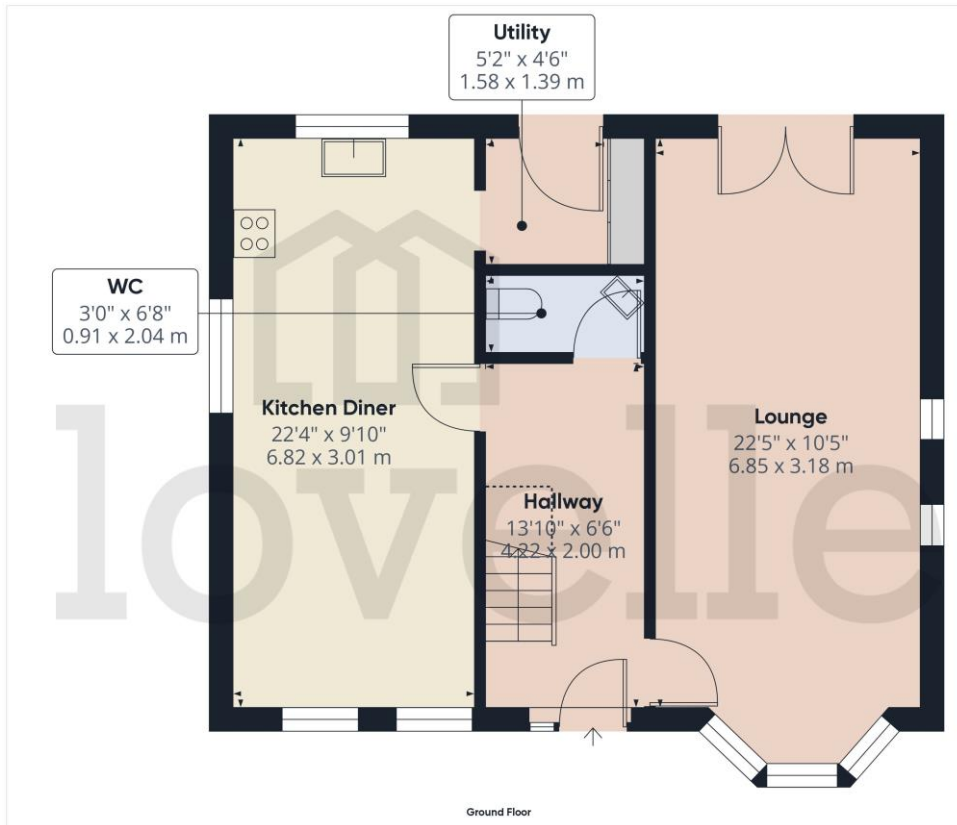 Utility
5'2" x 4'6"
1.58 x 1.39 m
WC
3'0" x 6'8"
0.91 x 2.04 m
Kitchen Diner
22'4" x 9'10"
6.82 x 3.01 m
Lounge
22'5" x 10'5"
6.85 x 3.18 m
Hallway
13'10" x 6'6"
4.22 x 2.00 m
lovelle
Ground Floor